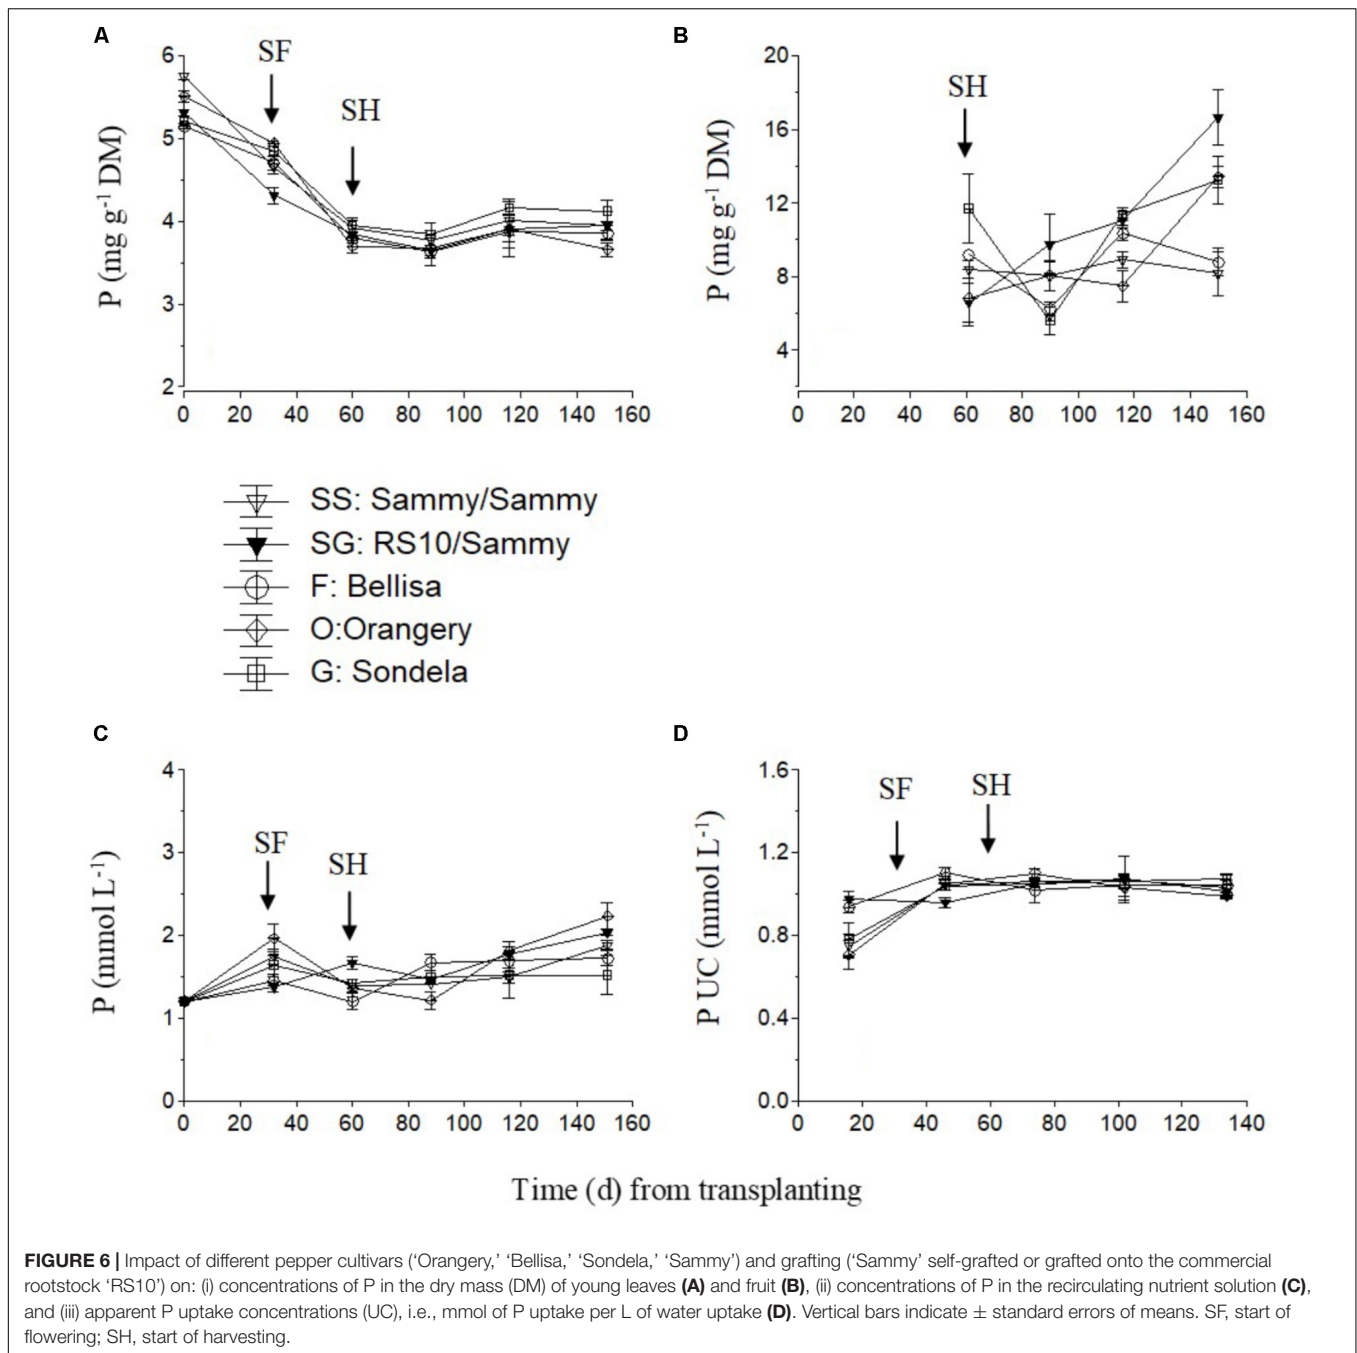 A
B
6
5
4
3
2
P (mg g-1 DM)
SF
SH
0 20 40 60 80 100 120 140 160
20
16
12
8
4
P (mg g-1 DM)
SH
0 20 40 60 80 100 120 140 160
SS: Sammy/Sammy
SG: RS10/Sammy
F: Bellisa
O:Orangery
G: Sondela
C
D
4
3
2
1
0
P (mmol L-1)
SF
SH
0 20 40 60 80 100 120 140 160
1.6
1.2
0.8
0.4
0.0
P UC (mmol L-1)
SF
SH
0 20 40 60 80 100 120 140
Time (d) from transplanting
FIGURE 6 | Impact of different pepper cultivars (‘Orangery,’ ‘Bellisa,’ ‘Sondela,’ ‘Sammy’) and grafting (‘Sammy’ self-grafted or grafted onto the commercial
rootstock ‘RS10’) on: (i) concentrations of P in the dry mass (DM) of young leaves (A) and fruit (B), (ii) concentrations of P in the recirculating nutrient solution (C),
and (iii) apparent P uptake concentrations (UC), i.e., mmol of P uptake per L of water uptake (D). Vertical bars indicate ± standard errors of means. SF, start of
flowering; SH, start of harvesting.